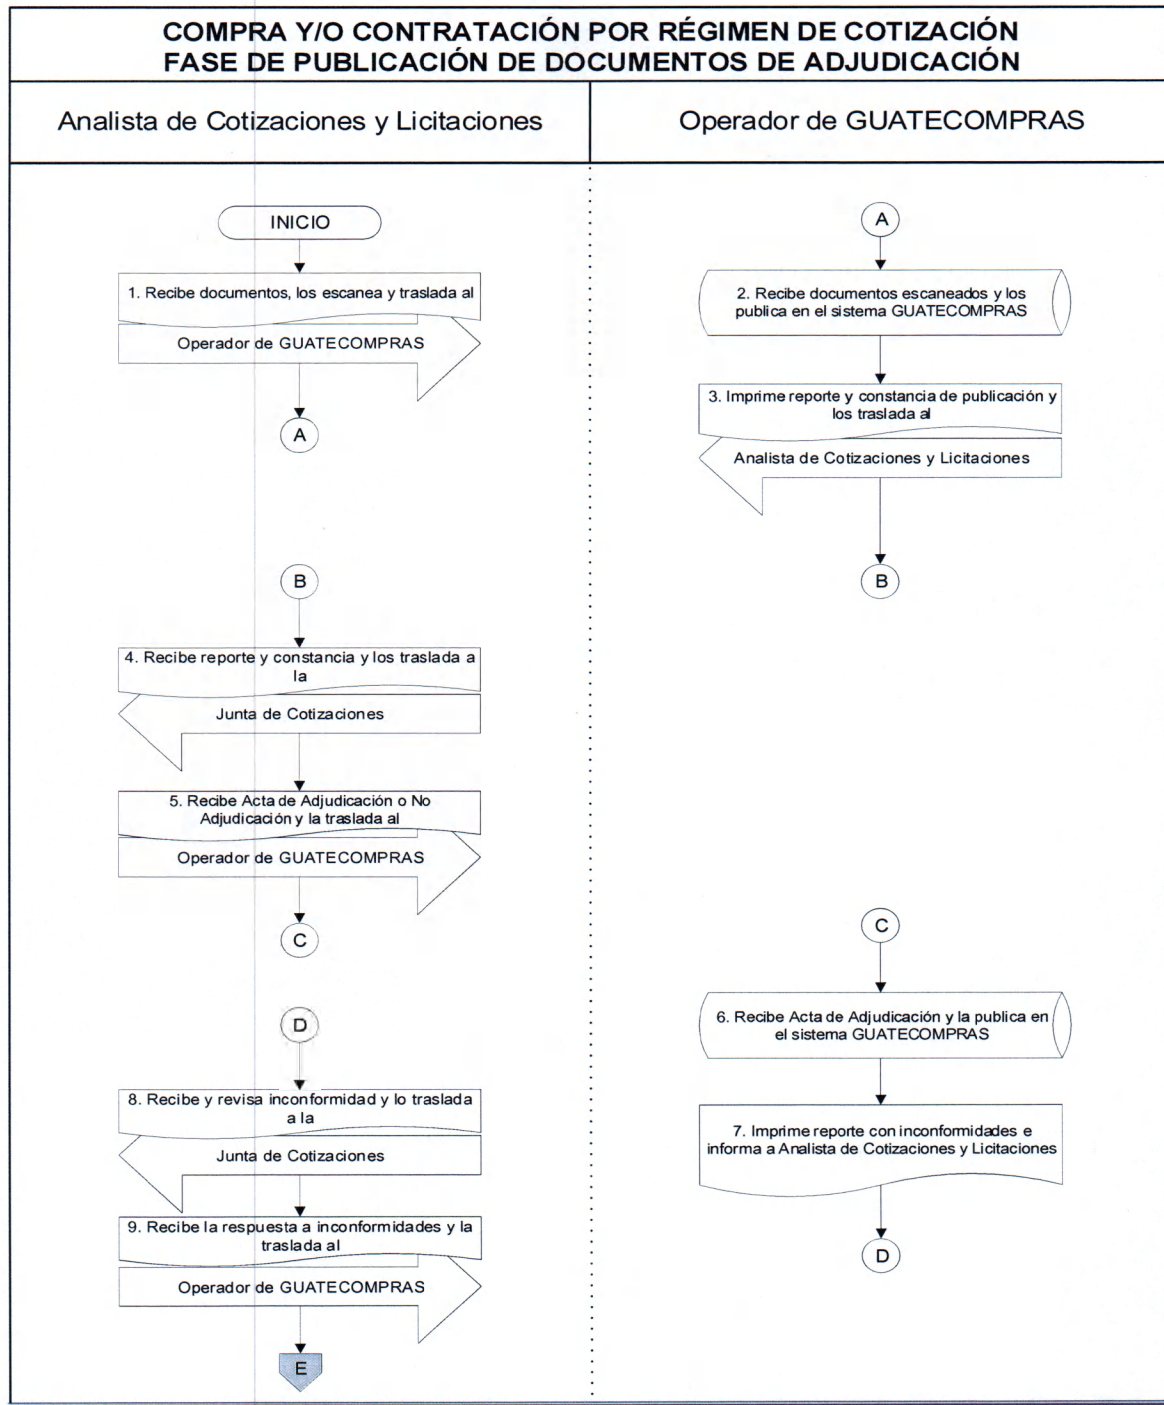 COMPRA Y/O CONTRATACIÓN POR RÉGIMEN DE COTIZACIÓN
FASE DE PUBLICACIÓN DE DOCUMENTOS DE ADJUDICACIÓN
Analista de Cotizaciones y Licitaciones
Operador de GUATECOMPRAS
INICIO
1. Recibe documentos, los escanea y traslada al
Operador de GUATECOMPRAS
A
A
2. Recibe documentos escaneados y los
publica en el sistema GUATECOMPRAS
3. Imprime reporte y constancia de publicación y
los traslada al
Analista de Cotizaciones y Licitaciones
B
B
4. Recibe reporte y constancia y los traslada a
la
Junta de Cotizaciones
5. Recibe Acta de Adjudicación o No
Adjudicación y la traslada al
Operador de GUATECOMPRAS
C
C
6. Recibe Acta de Adjudicación y la publica en
el sistema GUATECOMPRAS
7. Imprime reporte con inconformidades e
informa a Analista de Cotizaciones y Licitaciones
D
D
8. Recibe y revisa inconformidad y lo traslada
a la
Junta de Cotizaciones
9. Recibe la respuesta a inconformidades y la
traslada al
Operador de GUATECOMPRAS
E